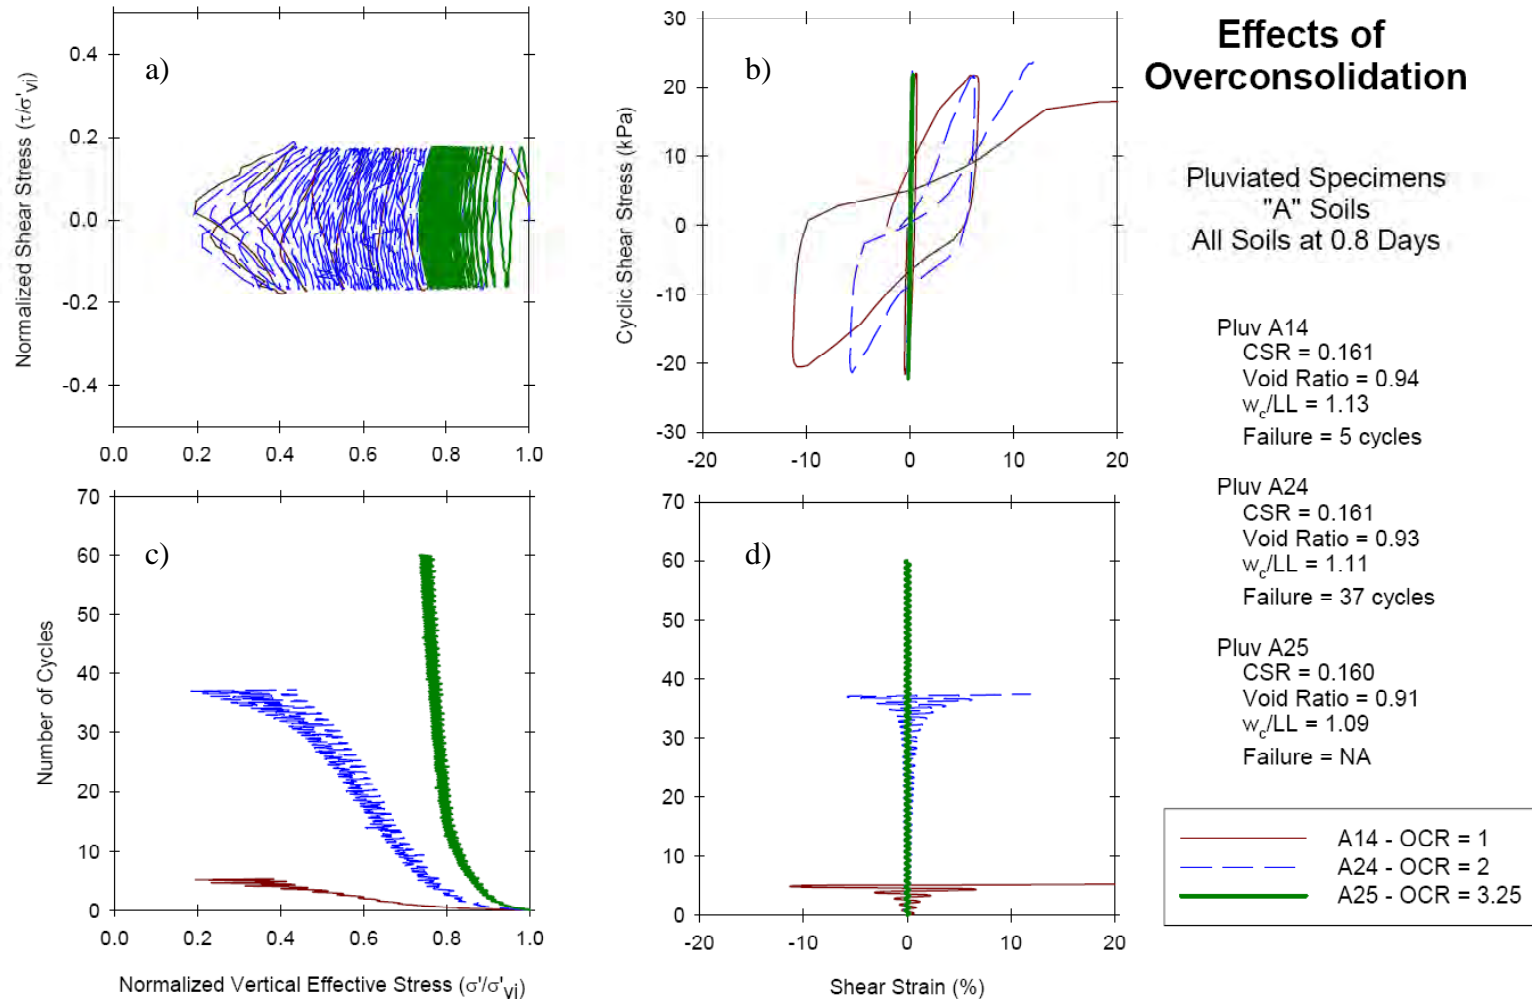 Effects of
Overconsolidation
Pluviated Specimens
"A" Soils
All Soils at 0.8 Days
Pluv A14
CSR = 0.161
Void Ratio = 0.94
wc/LL = 1.13
Failure = 5 cycles
Pluv A24
CSR = 0.161
Void Ratio = 0.93
wc/LL = 1.11
Failure = 37 cycles
Pluv A25
CSR = 0.160
Void Ratio = 0.91
wc/LL = 1.09
Failure = NA
A14 - OCR = 1
A24 - OCR = 2
A25 - OCR = 3.25
a)
Normalized Shear Stress (τ/σ'vi)
0.4
0.2
0.0
-0.2
-0.4
0.0 0.2 0.4 0.6 0.8 1.0
b)
Cyclic Shear Stress (kPa)
30
20
10
0
-10
-20
-30
-20 -10 0 10 20
c)
Number of Cycles
70
60
50
40
30
20
10
0
0.0 0.2 0.4 0.6 0.8 1.0
Normalized Vertical Effective Stress (σ'/σ'vi)
d)
70
60
50
40
30
20
10
0
-20 -10 0 10 20
Shear Strain (%)